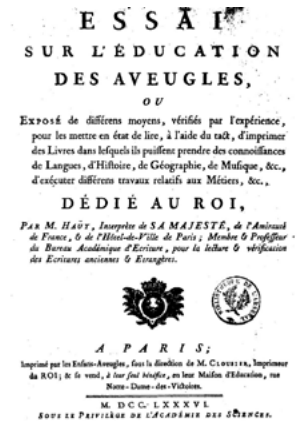 ESSAI
SUR L'ÉDUCATION
DES AVEUGLES,
OU
EXPOSÉ de différens moyens, vérifiés par l'expérience,
pour les mettre en état de lire, à l'aide du tact, d'imprimer
des Livres dans lesquels ils puissent prendre des connoissances
de Langues, d'Histoire, de Géographie, de Musique, &c.,
d'exécuter différens travaux relatifs aux Métiers, &c.,
DÉDIÉ AU ROI,
PAR M. HAÜY, Interprète de SA MAJESTÉ, de l'Amirauté
de France, & de l'Hôtel-de-Ville de Paris; Membre & Professeur
du Bureau Académique d'Ecriture, pour la lecture & vérification
des Ecritures anciennes & Etrangères.
A PARIS;
Imprimé par les Enfans-Aveugles, sous la direction de M. CLOUSIER, Imprimeur
du ROI; & se vend, à leur seul bénéfice, en leur Maison d'Education, rue
Notre-Dame-des-Victoires.
M. DCC. LXXXVI.
SOUS LE PRIVILEGE DE L'ACADÉMIE DES SCIENCES.